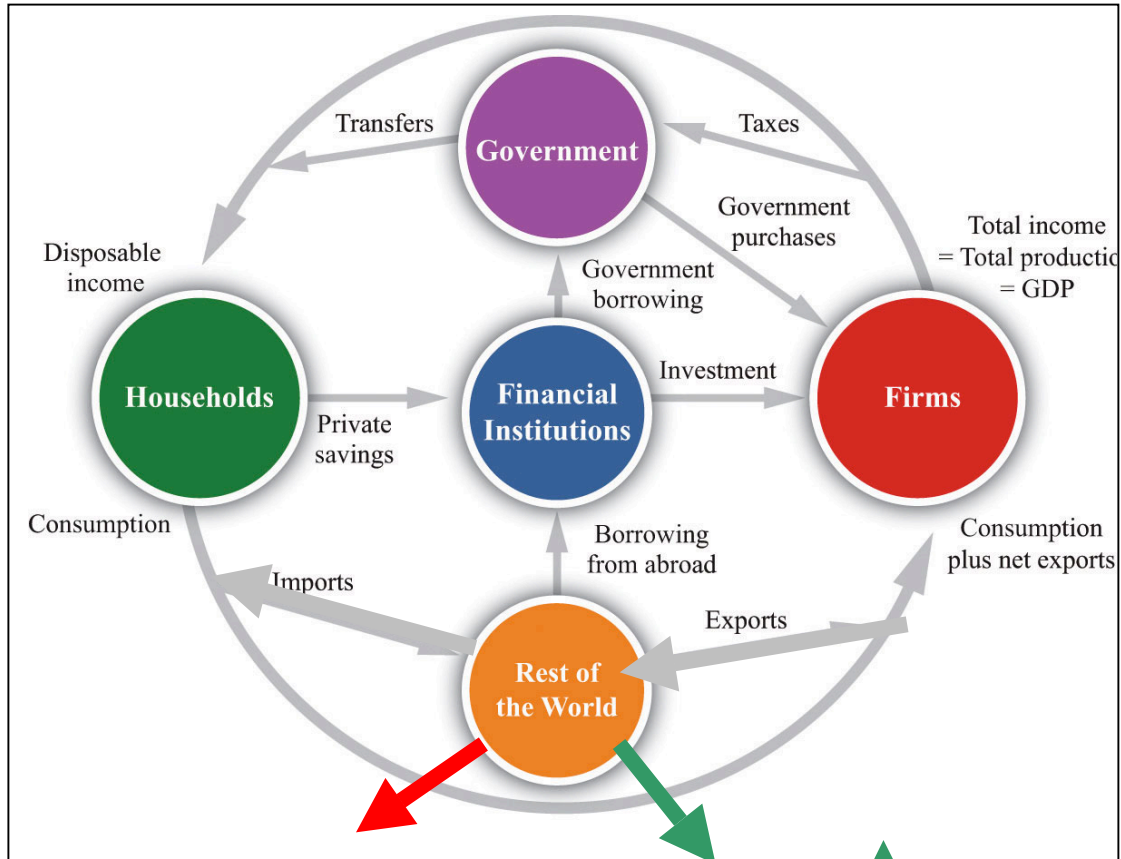 Transfers
Government
Taxes
Government
purchases
Total income
= Total productio
= GDP
Disposable
income
Government
borrowing
Households
Financial
Institutions
Investment
Firms
Private
savings
Consumption
Borrowing
from abroad
Consumption
plus net exports
Imports
Exports
Rest of
the World